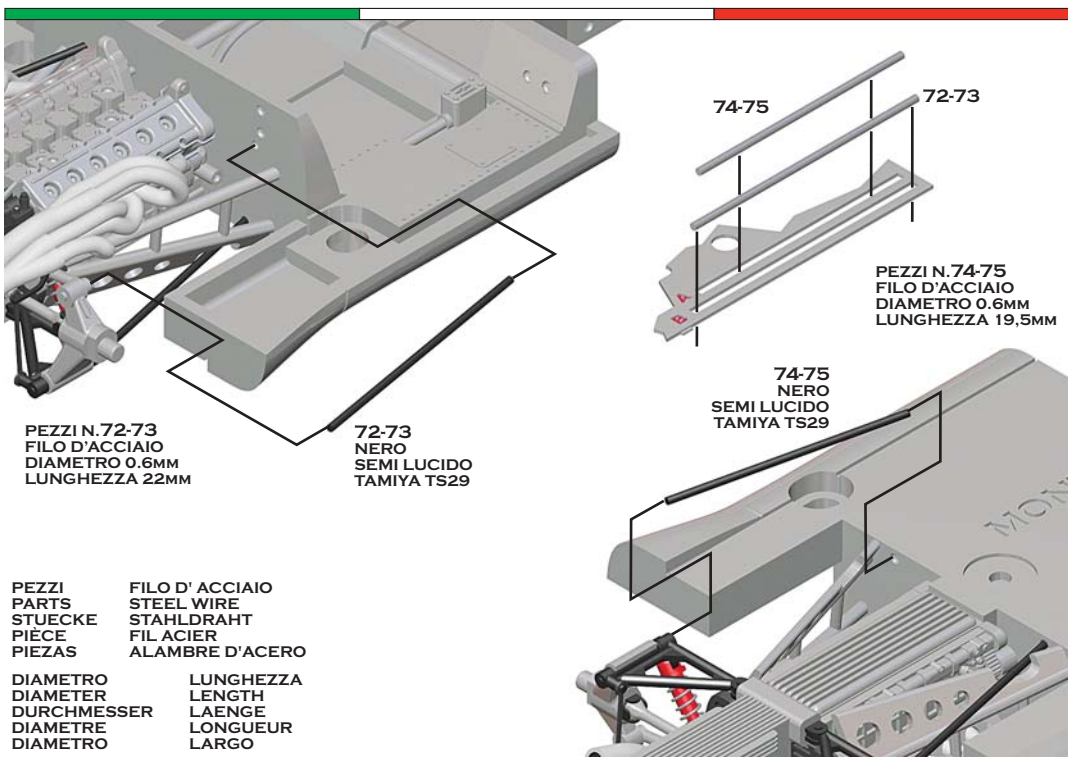 74-75
72-73
PEZZI N.74-75
FILO D'ACCIAIO
DIAMETRO 0.6MM
LUNGHEZZA 19,5MM
A
B
PEZZI N.72-73
FILO D'ACCIAIO
DIAMETRO 0.6MM
LUNGHEZZA 22MM
72-73
NERO
SEMI LUCIDO
TAMIYA TS29
74-75
NERO
SEMI LUCIDO
TAMIYA TS29
MON
PEZZI FILO D' ACCIAIO
PARTS STEEL WIRE
STUECKE STAHLDRAHT
PIÈCE FIL ACIER
PIEZAS ALAMBRE D'ACERO
DIAMETRO LUNGHEZZA
DIAMETER LENGTH
DURCHMESSER LAENGE
DIAMETRE LONGUEUR
DIAMETRO LARGO